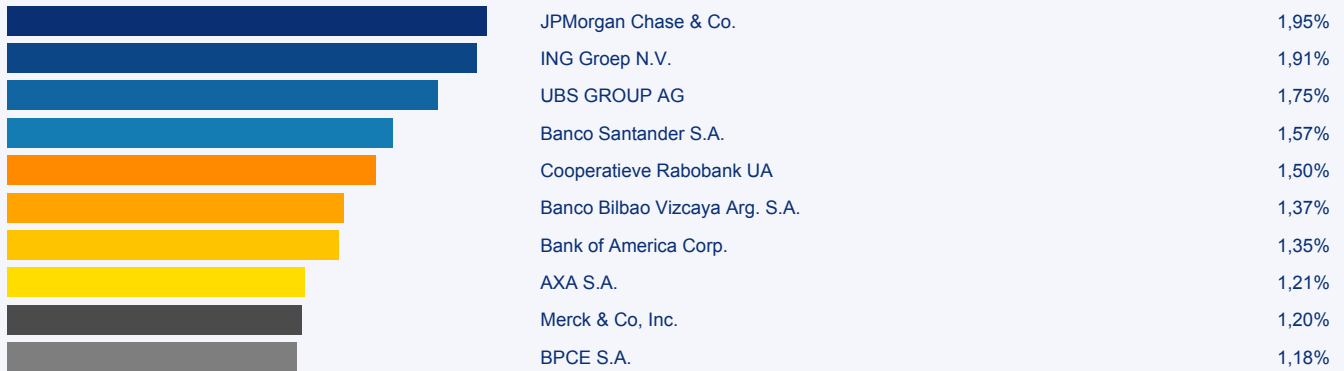 JPMorgan Chase & Co. 1,95%
ING Groep N.V. 1,91%
UBS GROUP AG 1,75%
Banco Santander S.A. 1,57%
Cooperatieve Rabobank UA 1,50%
Banco Bilbao Vizcaya Arg. S.A. 1,37%
Bank of America Corp. 1,35%
AXA S.A. 1,21%
Merck & Co, Inc. 1,20%
BPCE S.A. 1,18%